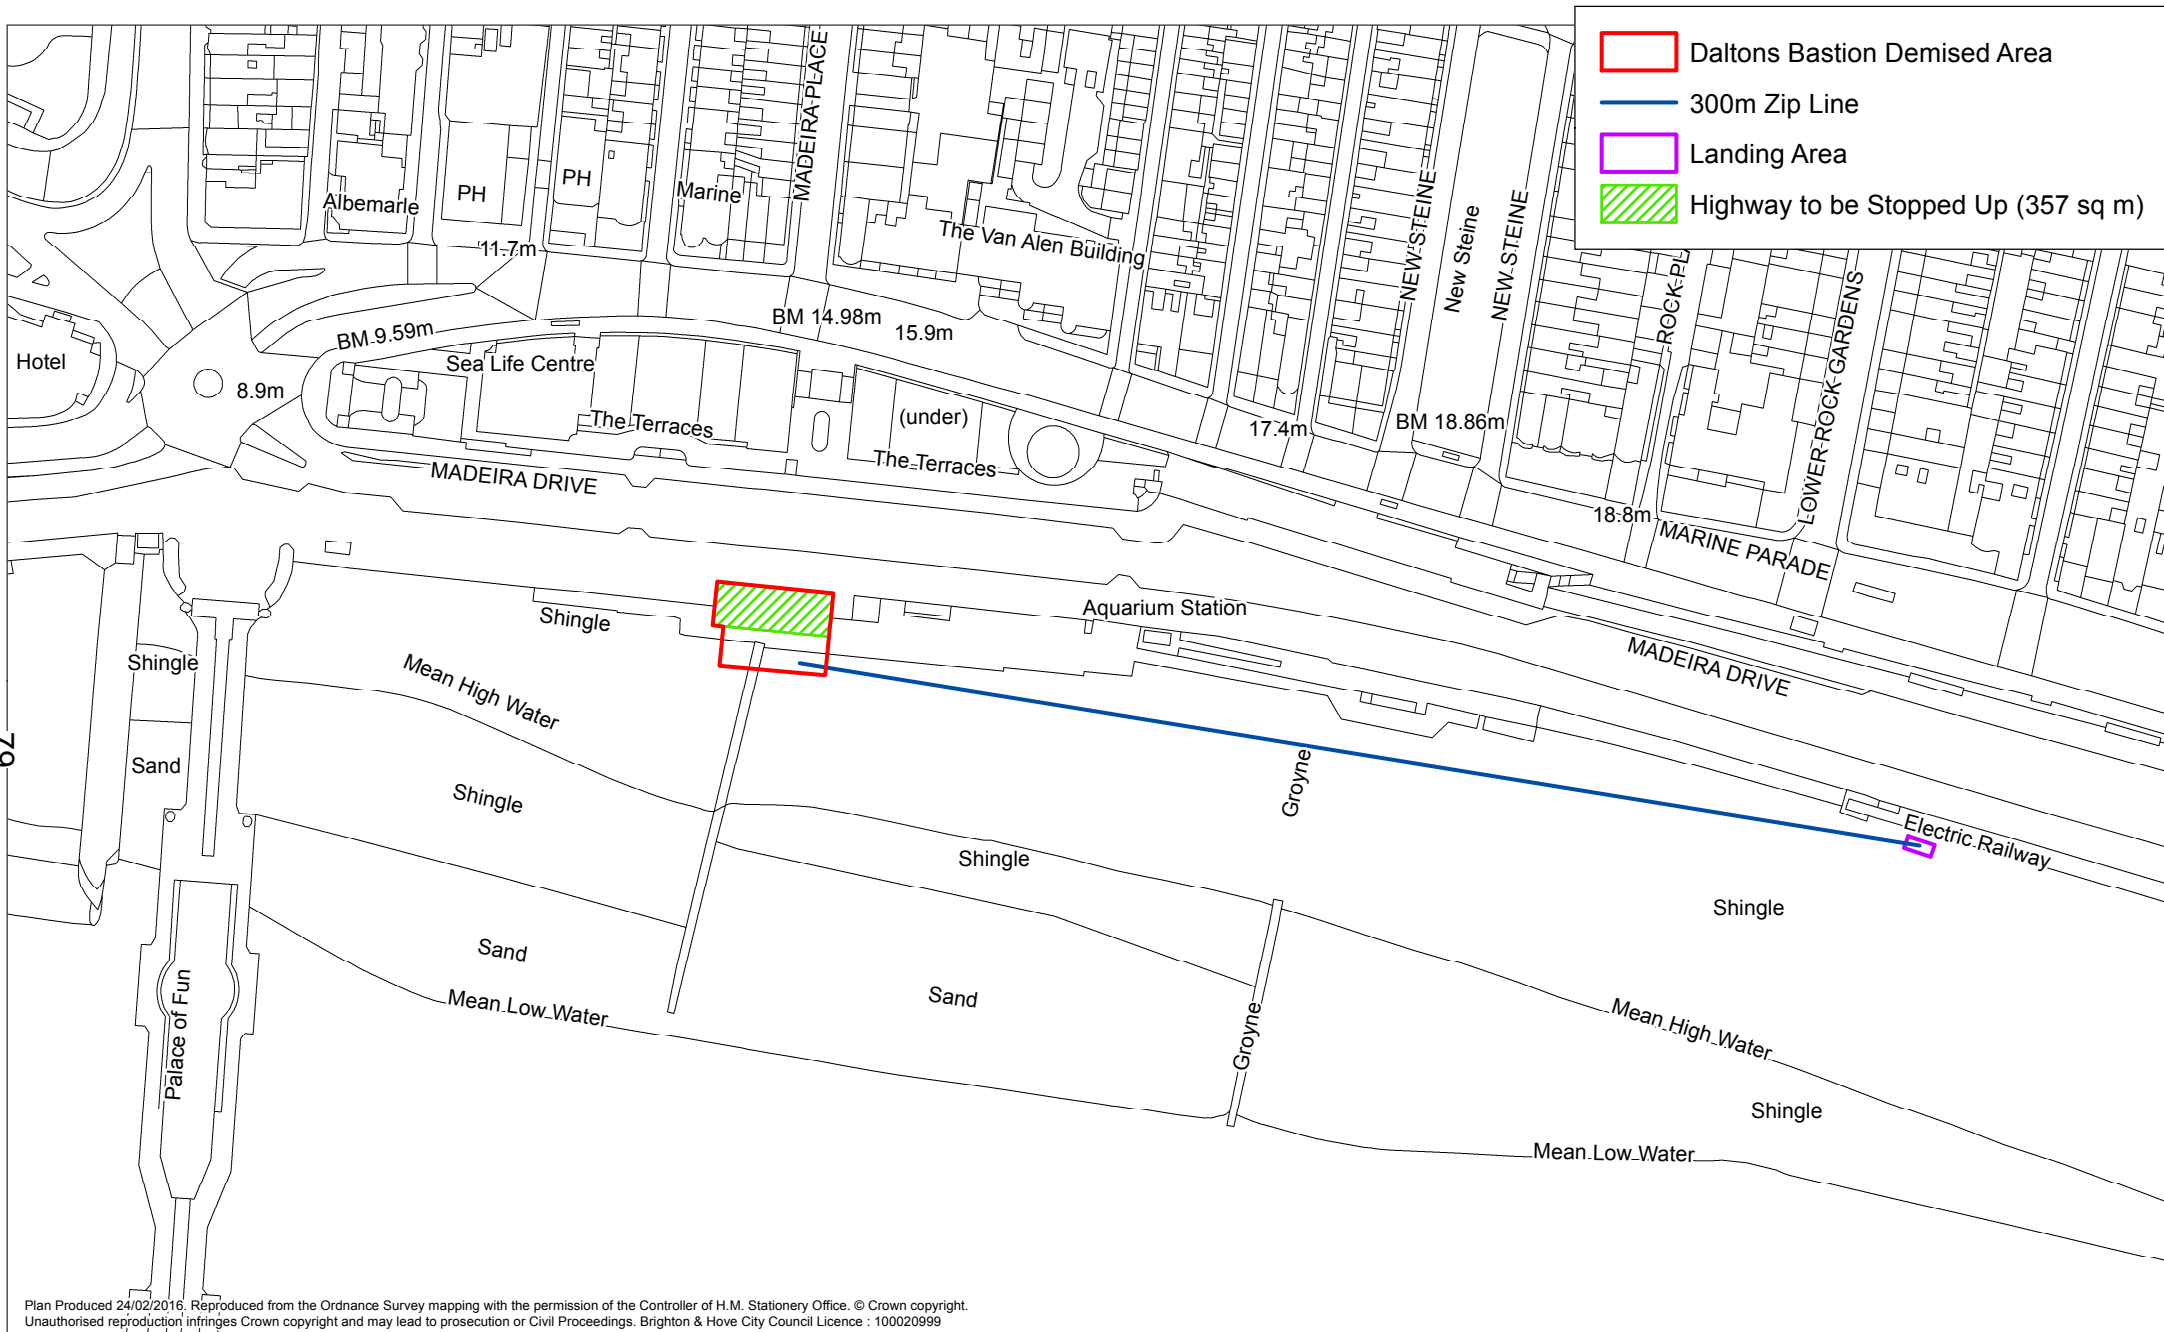 Daltons Bastion Demised Area
300m Zip Line
Landing Area
Highway to be Stopped Up (357 sq m)
MADEIRA PLACE
Albemarle
PH
PH
Marine
The Van Alen Building
NEW STEINE
New Steine
NEW STEINE
ROCK PL
LOWER ROCK GARDENS
11.7m
BM 9.59m
BM 14.98m
15.9m
Hotel
8.9m
Sea Life Centre
The Terraces
(under)
The Terraces
17.4m
BM 18.86m
18.8m
MARINE PARADE
MADEIRA DRIVE
Shingle
Aquarium Station
MADEIRA DRIVE
Shingle
Mean High Water
79
Sand
Shingle
Groyne
Shingle
Electric Railway
Shingle
Sand
Mean Low Water
Sand
Palace of Fun
Groyne
Mean High Water
Shingle
Mean Low Water
Plan Produced 24/02/2016. Reproduced from the Ordnance Survey mapping with the permission of the Controller of H.M. Stationery Office. © Crown copyright.
Unauthorised reproduction infringes Crown copyright and may lead to prosecution or Civil Proceedings. Brighton & Hove City Council Licence : 100020999